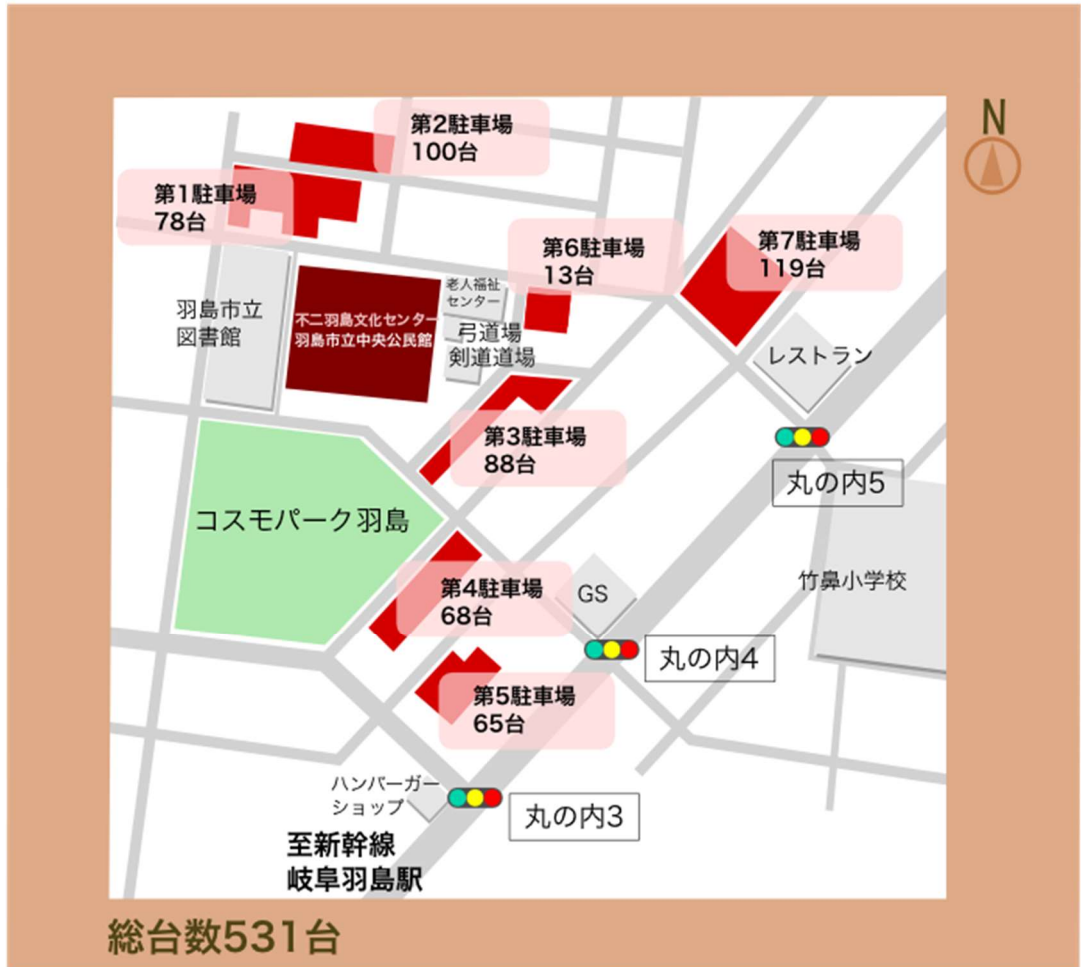 N
第2駐車場
100台
第1駐車場
78台
第6駐車場
13台
第7駐車場
119台
老人福祉
センター
羽島市立
図書館
不二羽島文化センター
羽島市立中央公民館
弓道場
剣道道場
レストラン
第3駐車場
88台
丸の内5
コスモパーク羽島
竹鼻小学校
第4駐車場
68台
GS
丸の内4
第5駐車場
65台
ハンバーガー
ショップ
丸の内3
至新幹線
岐阜羽島駅
総台数531台